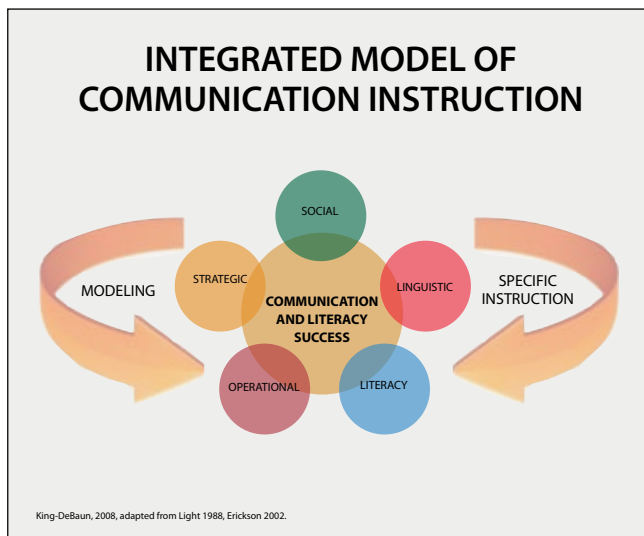 INTEGRATED MODEL OF
COMMUNICATION INSTRUCTION
SOCIAL
STRATEGIC
LINGUISTIC
MODELING
SPECIFIC
INSTRUCTION
COMMUNICATION
AND LITERACY
SUCCESS
OPERATIONAL
LITERACY
King-DeBaun, 2008, adapted from Light 1988, Erickson 2002.